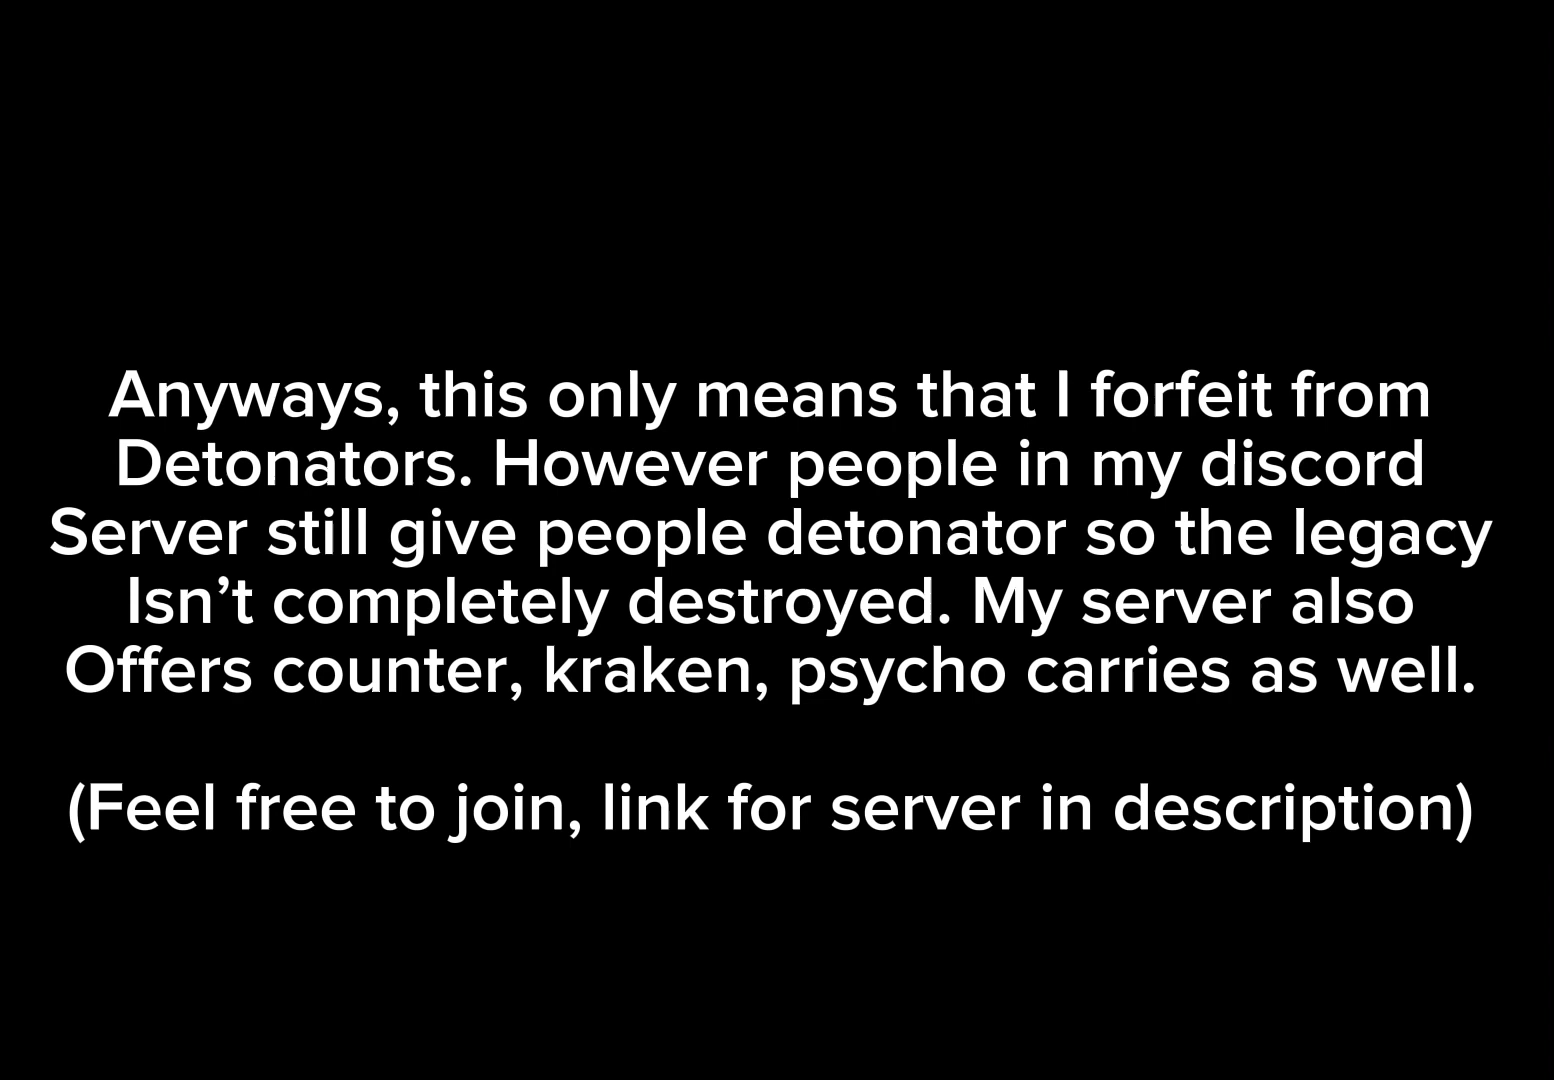 Anyways, this only means that I forfeit from
Detonators. However people in my discord
Server still give people detonator so the legacy
Isn’t completely destroyed. My server also
Offers counter, kraken, psycho carries as well.
(Feel free to join, link for server in description)